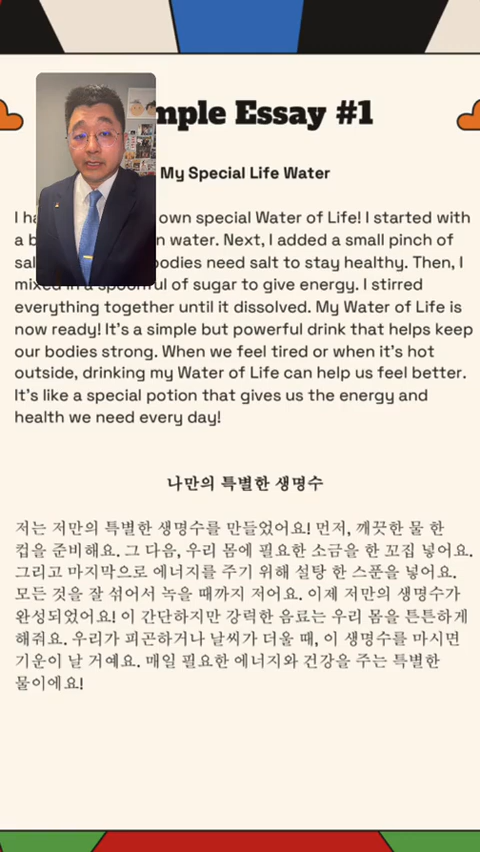 mple Essay #1
My Special Life Water
I own special Water of Life! I started with
a n water. Next, I added a small pinch of
bodies need salt to stay healthy. Then, I
mixed in a spoonful of sugar to give energy. I stirred
everything together until it dissolved. My Water of Life is
now ready! It's a simple but powerful drink that helps keep
our bodies strong. When we feel tired or when it's hot
outside, drinking my Water of Life can help us feel better.
It's like a special potion that gives us the energy and
health we need every day!
나만의 특별한 생명수
저는 저만의 특별한 생명수를 만들었어요! 먼저, 깨끗한 물 한
컵을 준비해요. 그 다음, 우리 몸에 필요한 소금을 한 꼬집 넣어요.
그리고 마지막으로 에너지를 주기 위해 설탕 한 스푼을 넣어요.
모든 것을 잘 섞어서 녹을 때까지 저어요. 이제 저만의 생명수가
완성되었어요! 이 간단하지만 강력한 음료는 우리 몸을 튼튼하게
해줘요. 우리가 피곤하거나 날씨가 더울 때, 이 생명수를 마시면
기운이 날 거예요. 매일 필요한 에너지와 건강을 주는 특별한
물이에요!